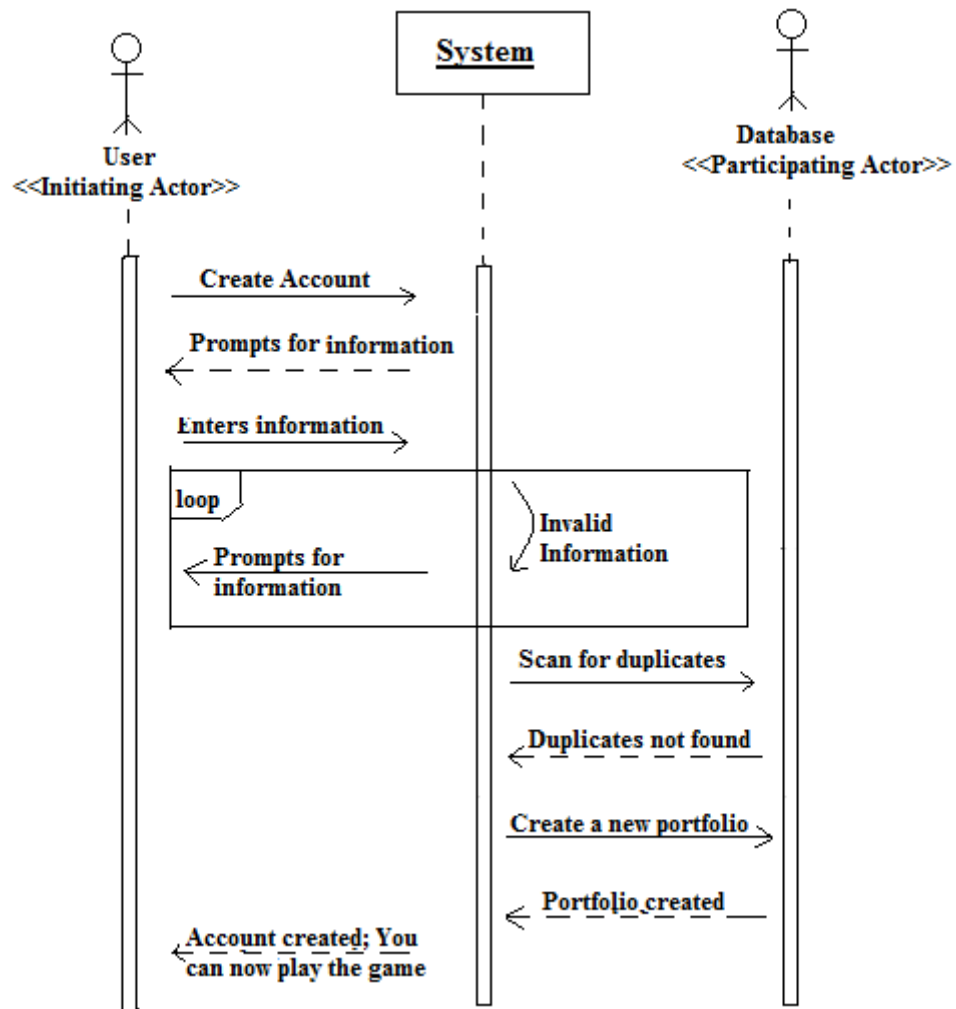 System
User
<<Initiating Actor>>
Database
<<Participating Actor>>
Create Account
Prompts for information
Enters information
loop
Invalid
Information
Prompts for
information
Scan for duplicates
Duplicates not found
Create a new portfolio
Portfolio created
Account created; You
can now play the game